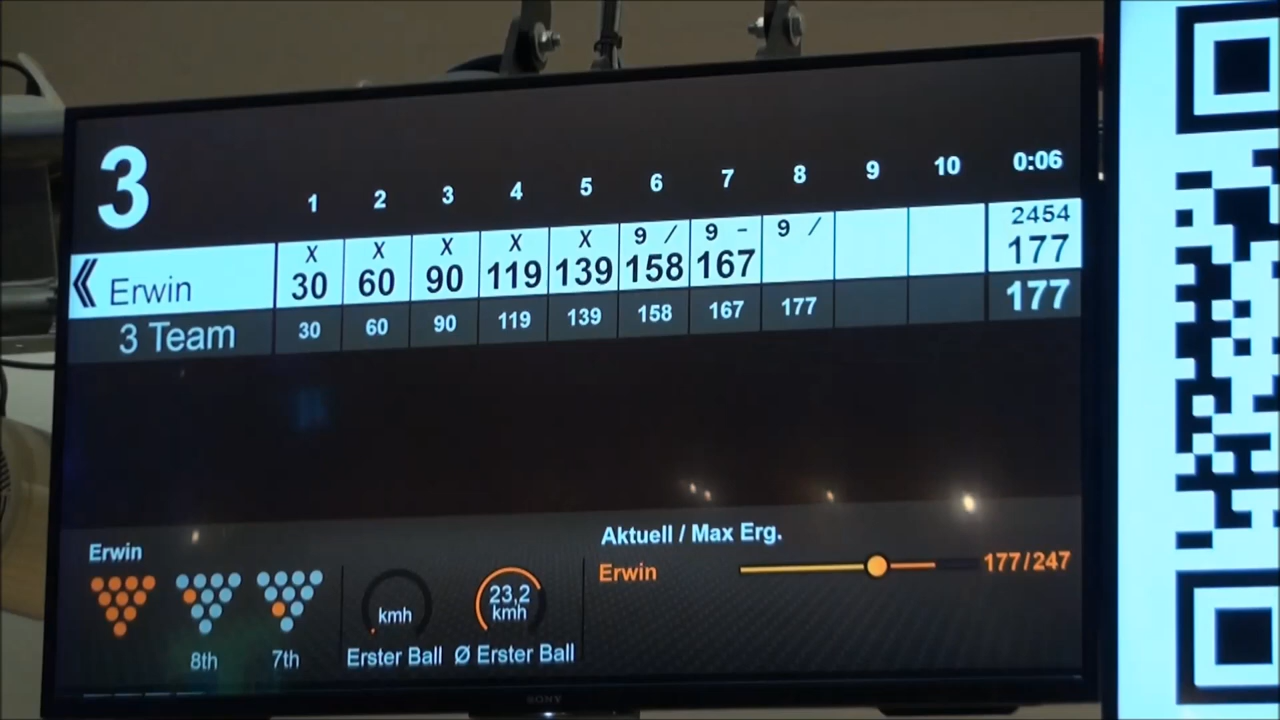 3 1 2 3 4 5 6 7 8 9 10 0:06
X X X X X 9 / 9 - 9 / 2454
Erwin 30 60 90 119 139 158 167 177
3 Team 30 60 90 119 139 158 167 177 177
Erwin
8th 7th
kmh
Erster Ball
23,2
kmh
Ø Erster Ball
Aktuell / Max Erg.
Erwin 177/247
SONY